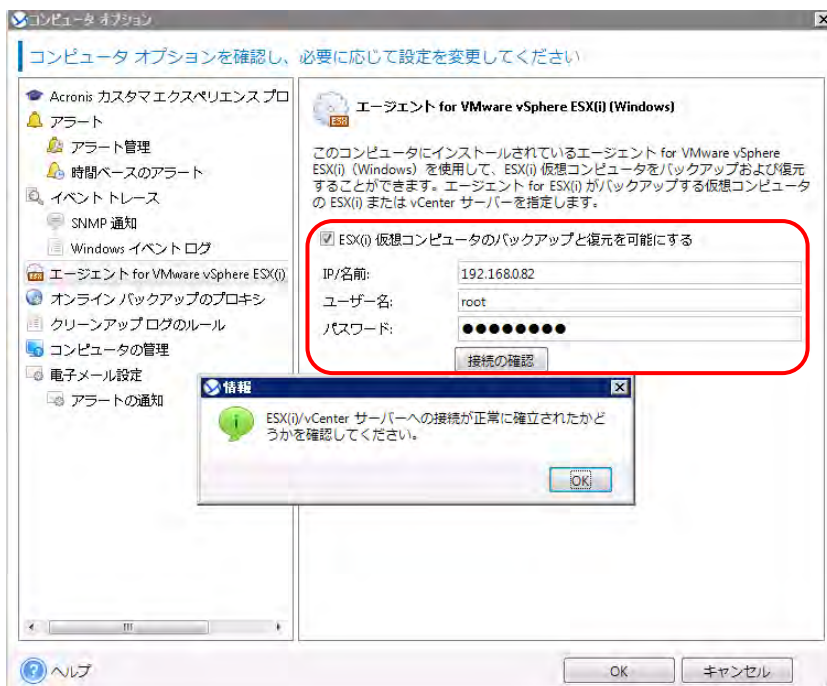 コンピュータ オプション
コンピュータ オプションを確認し、必要に応じて設定を変更してください
Acronis カスタマ エクスペリエンス プロ
アラート
アラート管理
時間ベースのアラート
イベント トレース
SNMP 通知
Windows イベント ログ
エージェント for VMware vSphere ESX(i)
オンライン バックアップのプロキシ
クリーンアップ ログのルール
コンピュータの管理
電子メール設定
アラートの通知
エージェント for VMware vSphere ESX(i) (Windows)
ESX
このコンピュータにインストールされているエージェント for VMware vSphere
ESX(i)（Windows）を使用して、ESX(i) 仮想コンピュータをバックアップおよび復元
することができます。エージェント for ESX(i) がバックアップする仮想コンピュータ
の ESX(i) または vCenter サーバーを指定します。
ESX(i) 仮想コンピュータのバックアップと復元を可能にする
IP/名前: 192.168.0.82
ユーザー名: root
パスワード: ●●●●●●●●
接続の確認
情報
ESX(i)/vCenter サーバーへの接続が正常に確立されたかど
うかを確認してください。
OK
ヘルプ
OK キャンセル